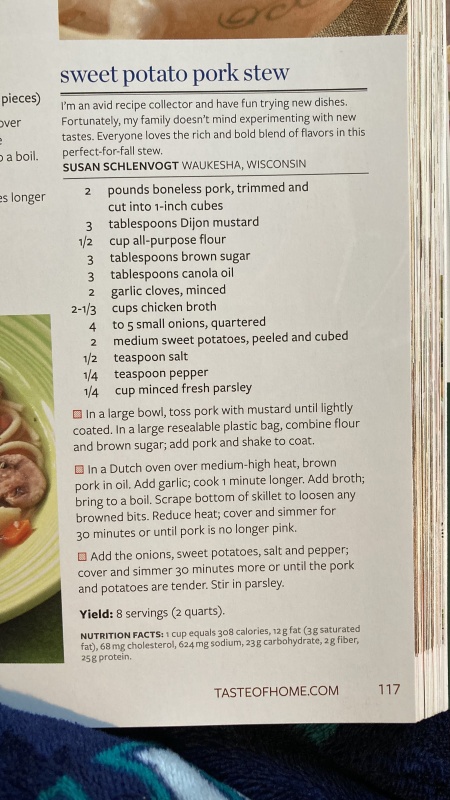 pieces)
over
o a boil.
es longer
sweet potato pork stew
I'm an avid recipe collector and have fun trying new dishes.
Fortunately, my family doesn't mind experimenting with new
tastes. Everyone loves the rich and bold blend of flavors in this
perfect-for-fall stew.
SUSAN SCHLENVOGT WAUKESHA, WISCONSIN
2 pounds boneless pork, trimmed and
cut into 1-inch cubes
3 tablespoons Dijon mustard
1/2 cup all-purpose flour
3 tablespoons brown sugar
3 tablespoons canola oil
2 garlic cloves, minced
2-1/3 cups chicken broth
4 to 5 small onions, quartered
2 medium sweet potatoes, peeled and cubed
1/2 teaspoon salt
1/4 teaspoon pepper
1/4 cup minced fresh parsley
In a large bowl, toss pork with mustard until lightly
coated. In a large resealable plastic bag, combine flour
and brown sugar; add pork and shake to coat.
In a Dutch oven over medium-high heat, brown
pork in oil. Add garlic; cook 1 minute longer. Add broth;
bring to a boil. Scrape bottom of skillet to loosen any
browned bits. Reduce heat; cover and simmer for
30 minutes or until pork is no longer pink.
Add the onions, sweet potatoes, salt and pepper;
cover and simmer 30 minutes more or until the pork
and potatoes are tender. Stir in parsley.
Yield: 8 servings (2 quarts).
NUTRITION FACTS: 1 cup equals 308 calories, 12 g fat (3 g saturated
fat), 68 mg cholesterol, 624 mg sodium, 23 g carbohydrate, 2 g fiber,
25 g protein.
TASTEOFHOME.COM 117